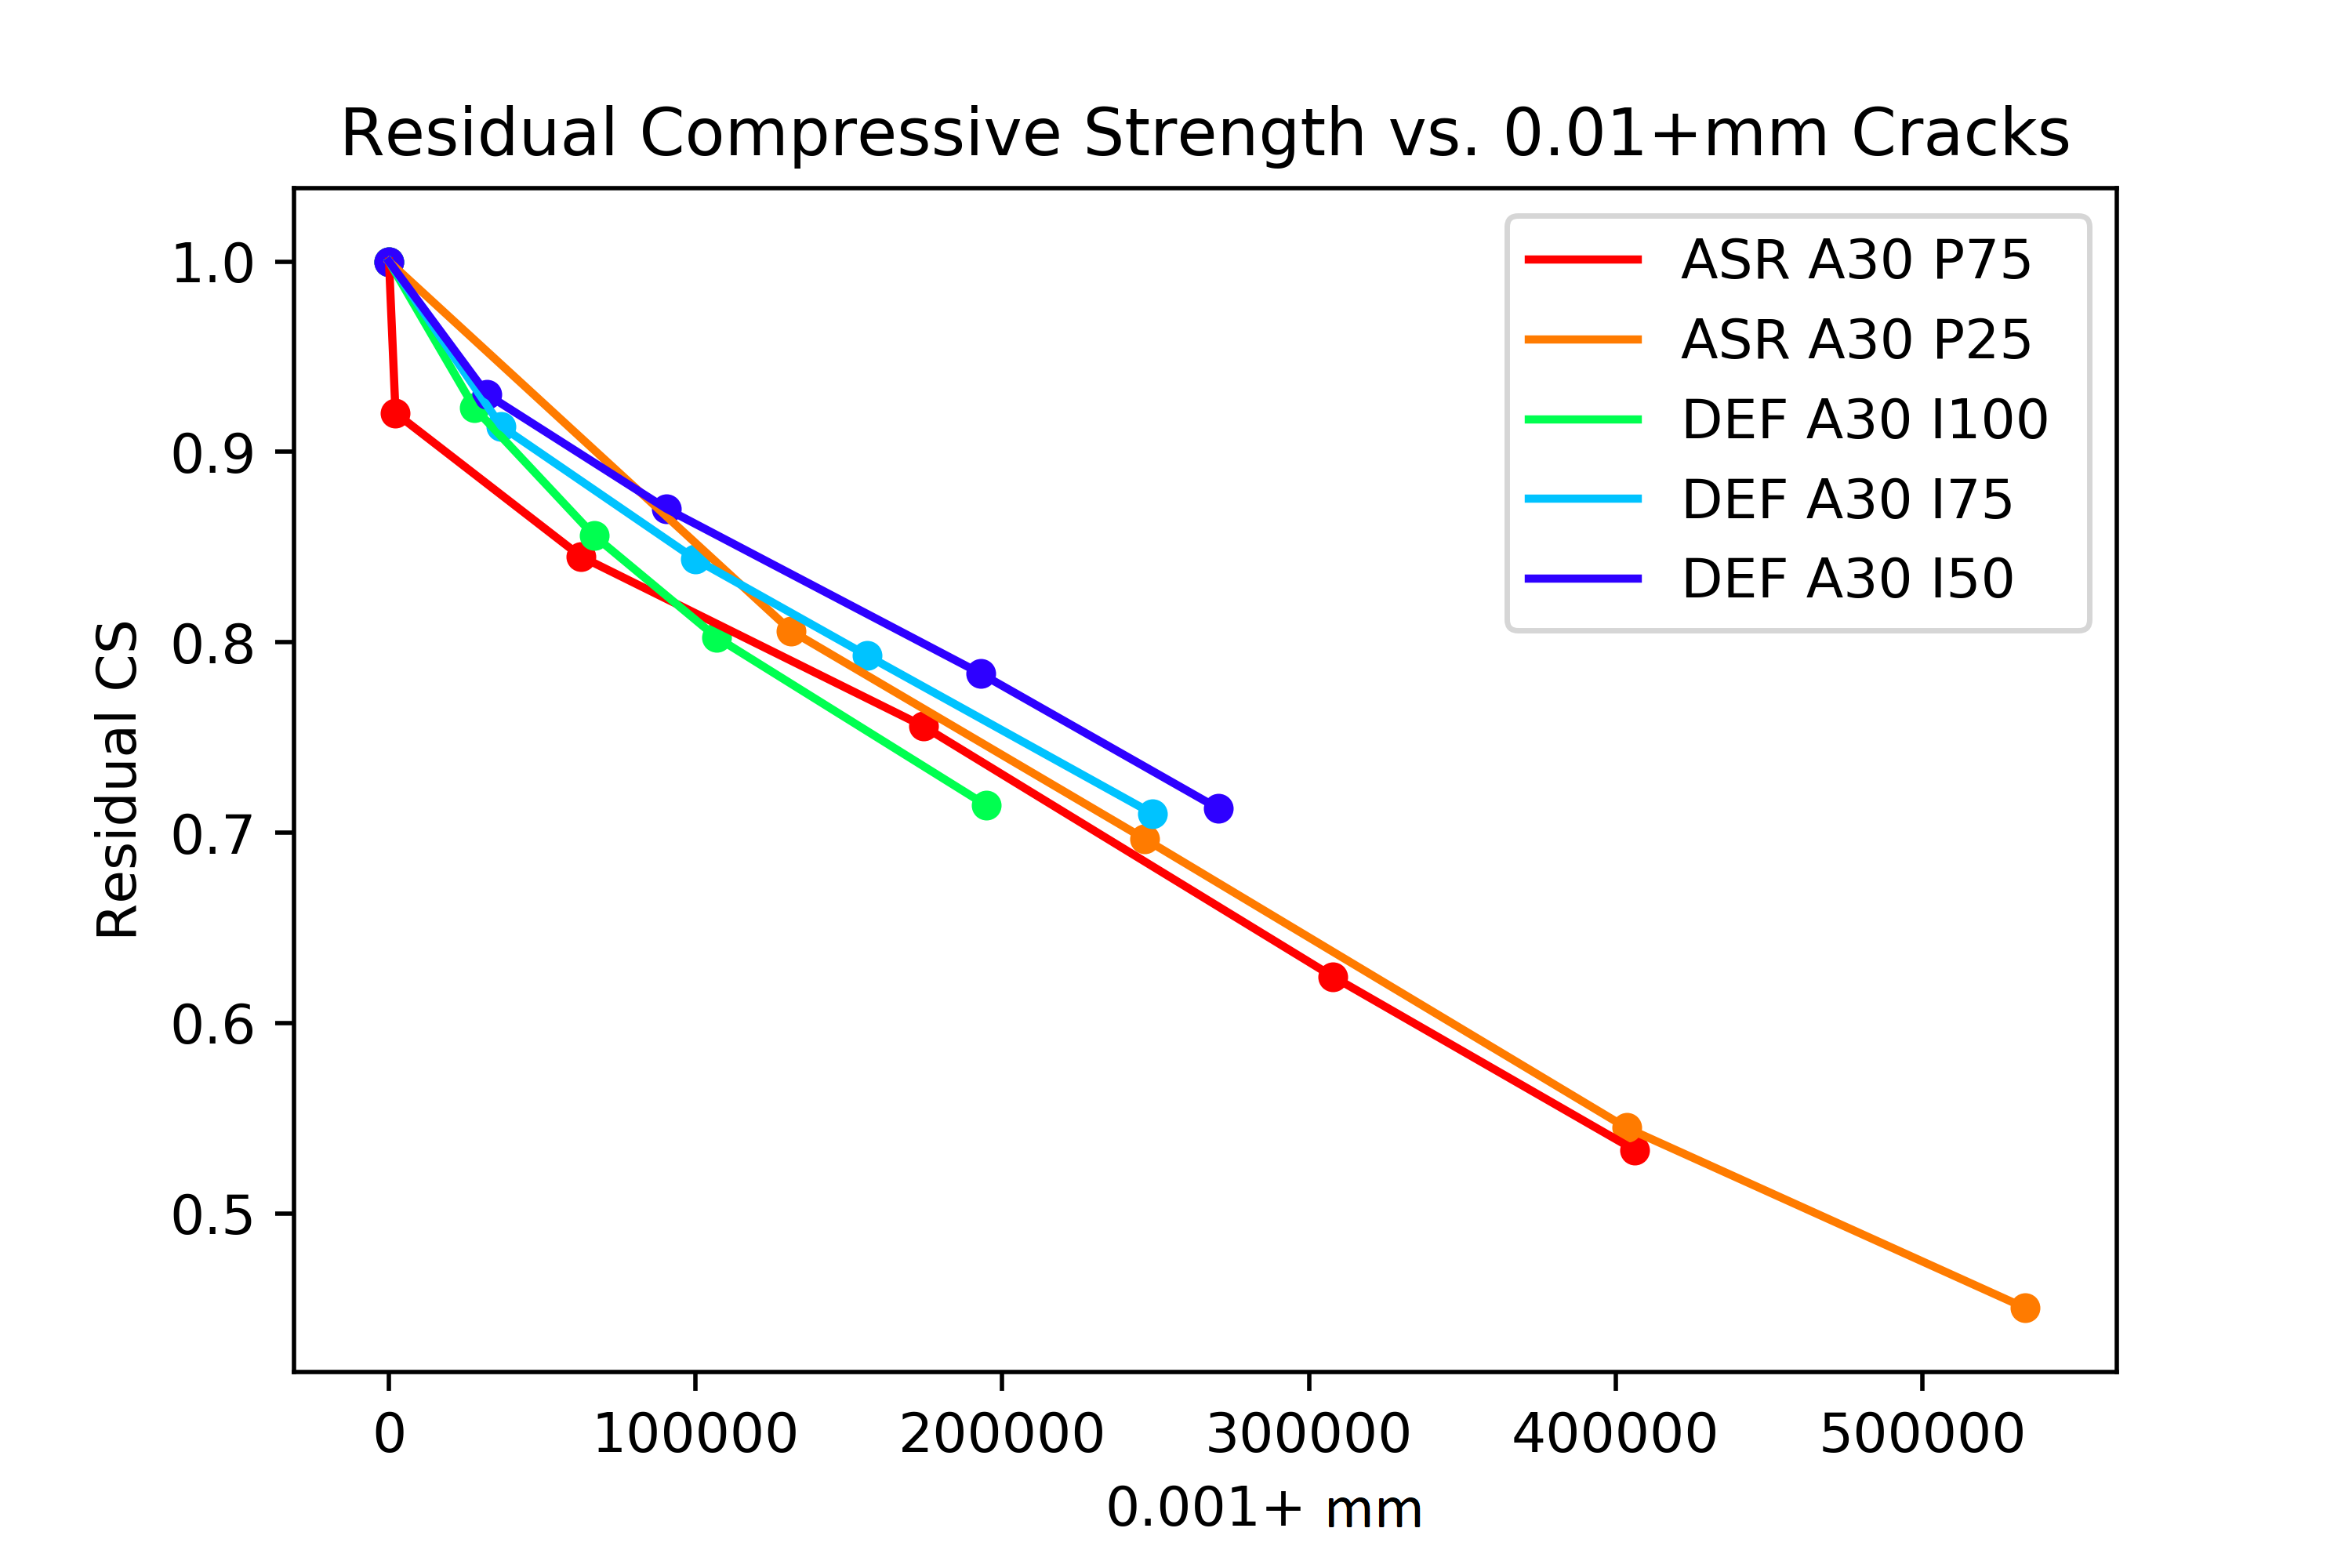 Residual Compressive Strength vs. 0.01+mm Cracks
ASR A30 P75
ASR A30 P25
DEF A30 I100
DEF A30 I75
DEF A30 I50
Residual CS
1.0
0.9
0.8
0.7
0.6
0.5
0 100000 200000 300000 400000 500000
0.001+ mm